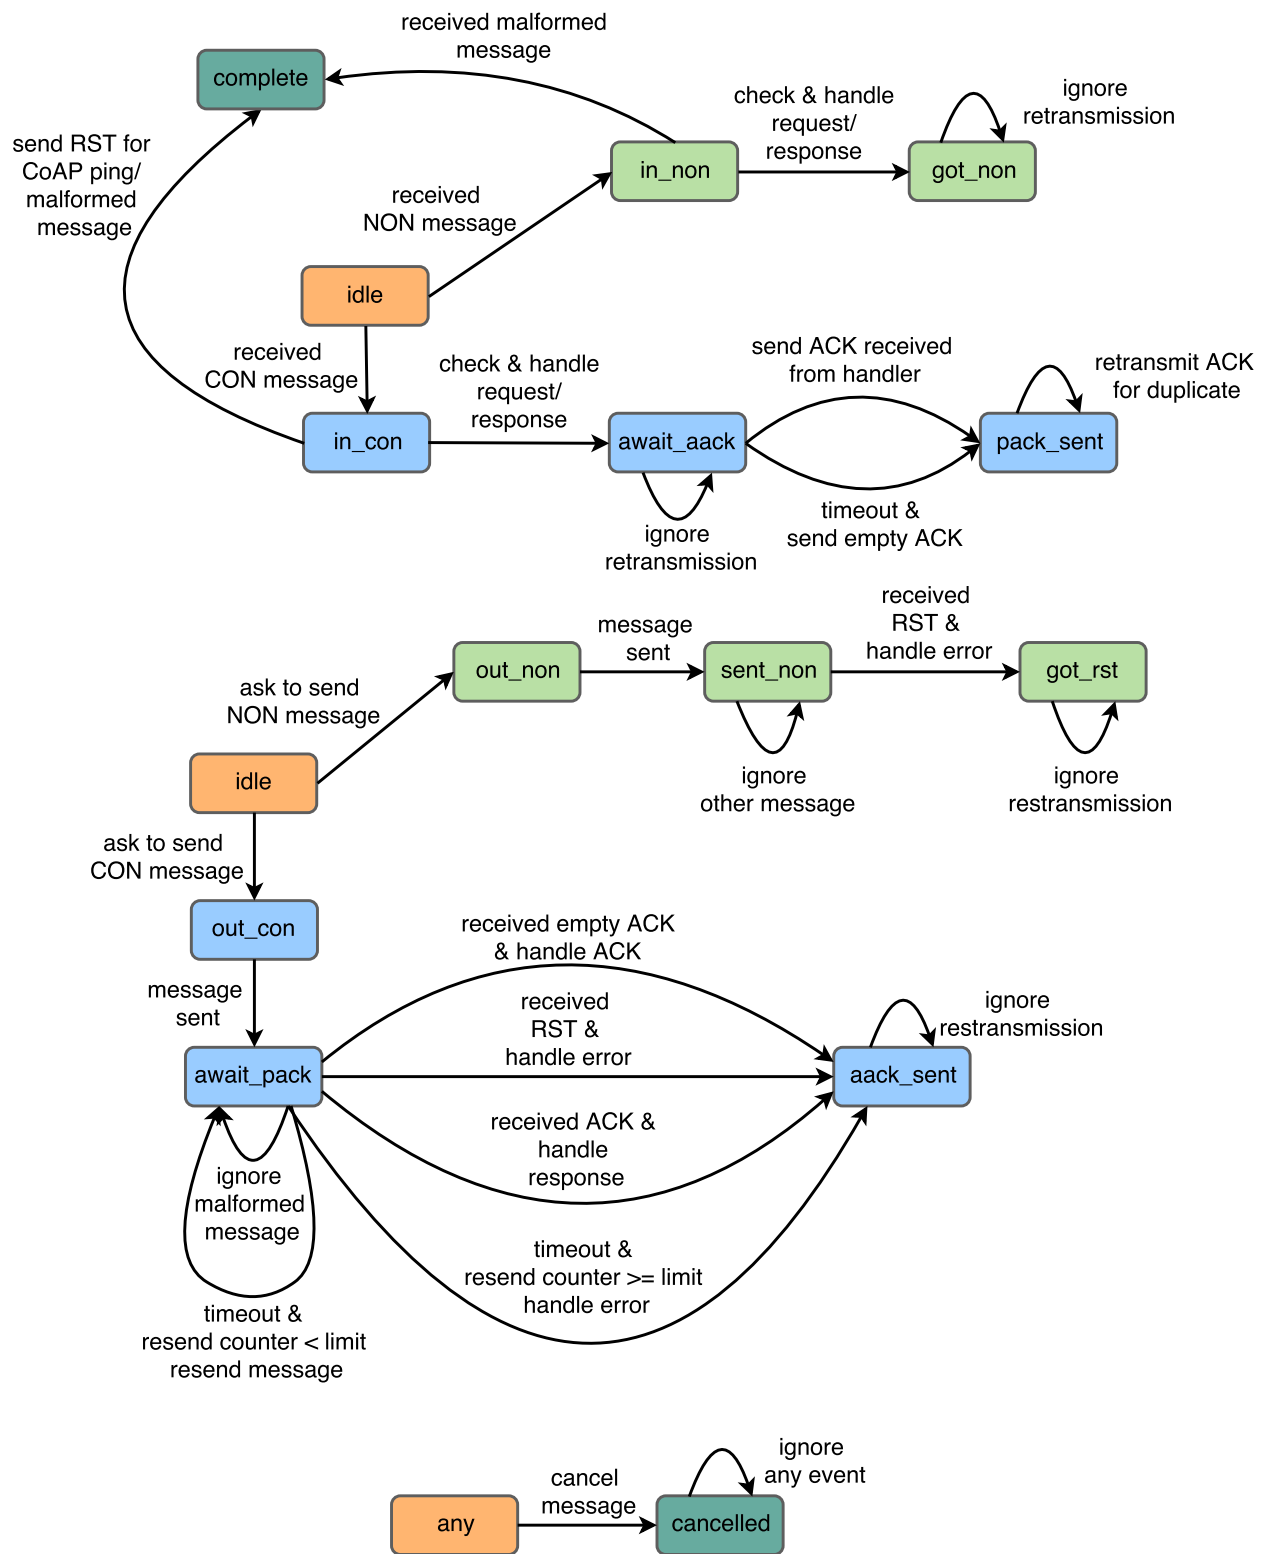 received malformed
message
complete
check & handle
request/
response
ignore
retransmission
send RST for
CoAP ping/
malformed
message
in_non
got_non
received
NON message
idle
received
CON message
check & handle
request/
response
send ACK received
from handler
retransmit ACK
for duplicate
in_con
await_aack
pack_sent
timeout &
send empty ACK
ignore
retransmission
received
RST &
handle error
message
sent
out_non
sent_non
got_rst
ask to send
NON message
ignore
other message
ignore
restransmission
idle
ask to send
CON message
out_con
received empty ACK
& handle ACK
message
sent
received
RST &
handle error
ignore
restransmission
await_pack
aack_sent
received ACK &
handle
response
ignore
malformed
message
timeout &
resend counter >= limit
handle error
timeout &
resend counter < limit
resend message
ignore
any event
cancel
message
any
cancelled